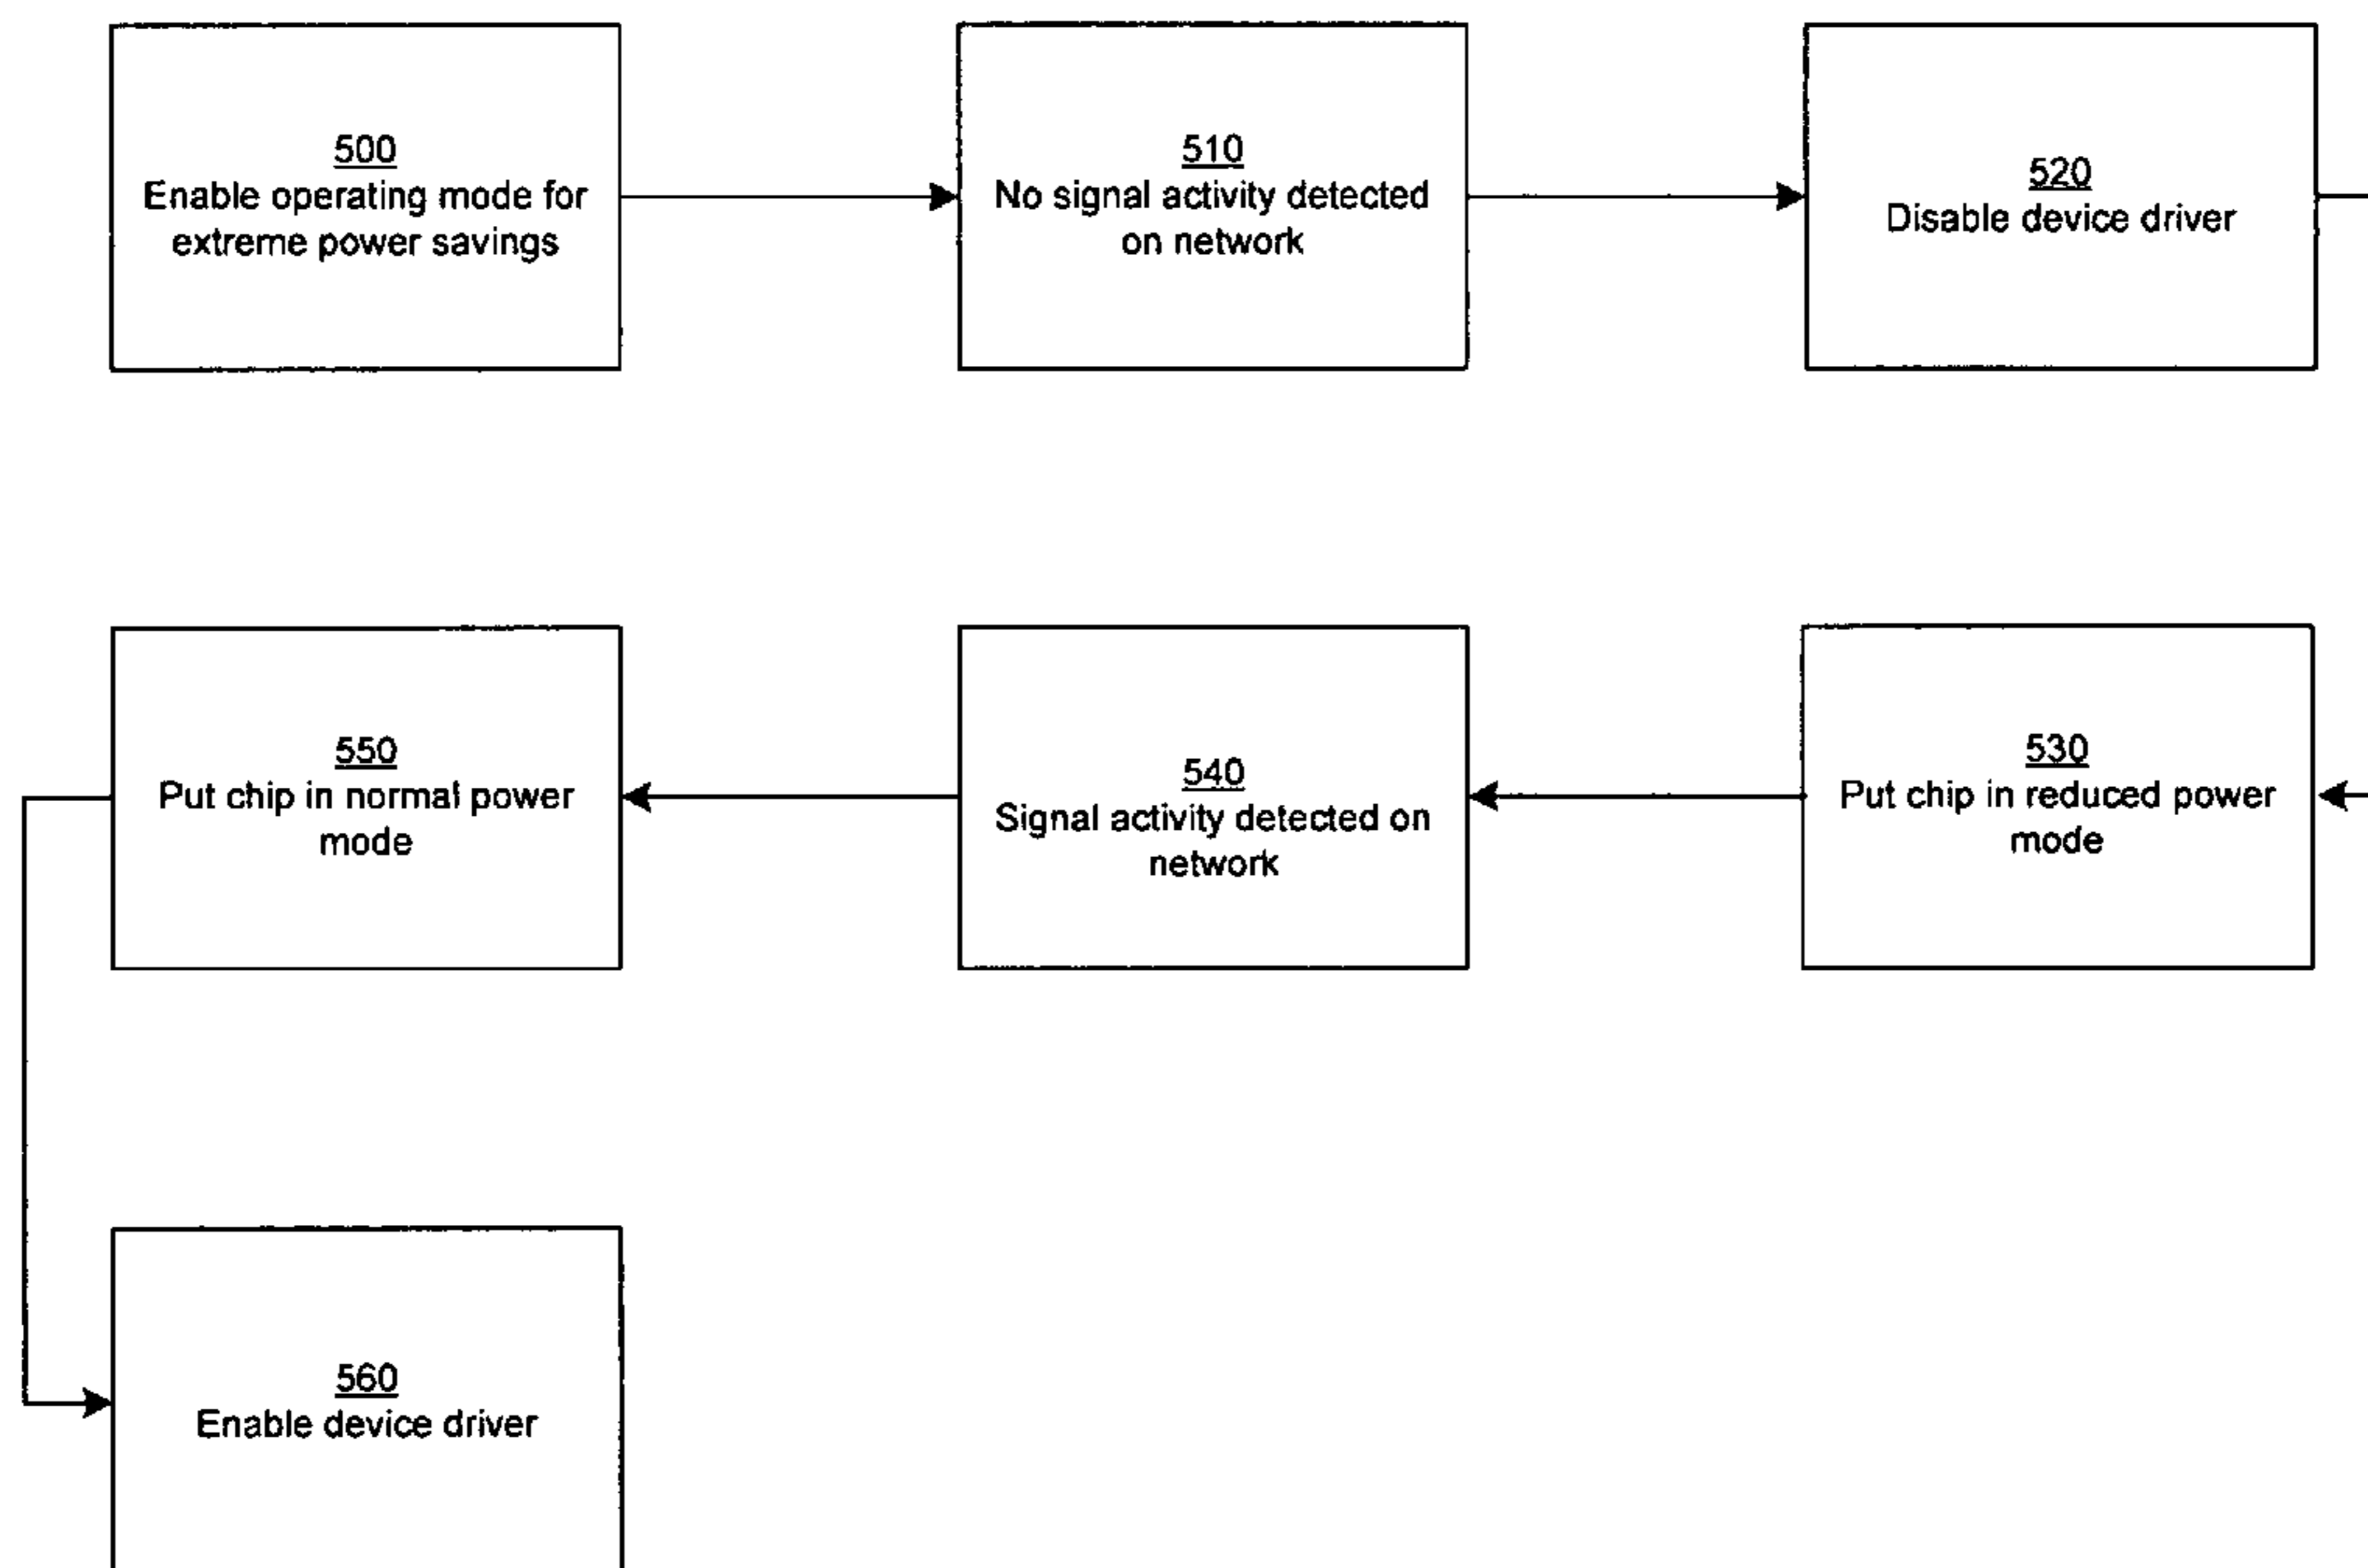 500
Enable operating mode for
extreme power savings
510
No signal activity detected
on network
520
Disable device driver
530
Put chip in reduced power
mode
540
Signal activity detected on
network
550
Put chip in normal power
mode
560
Enable device driver